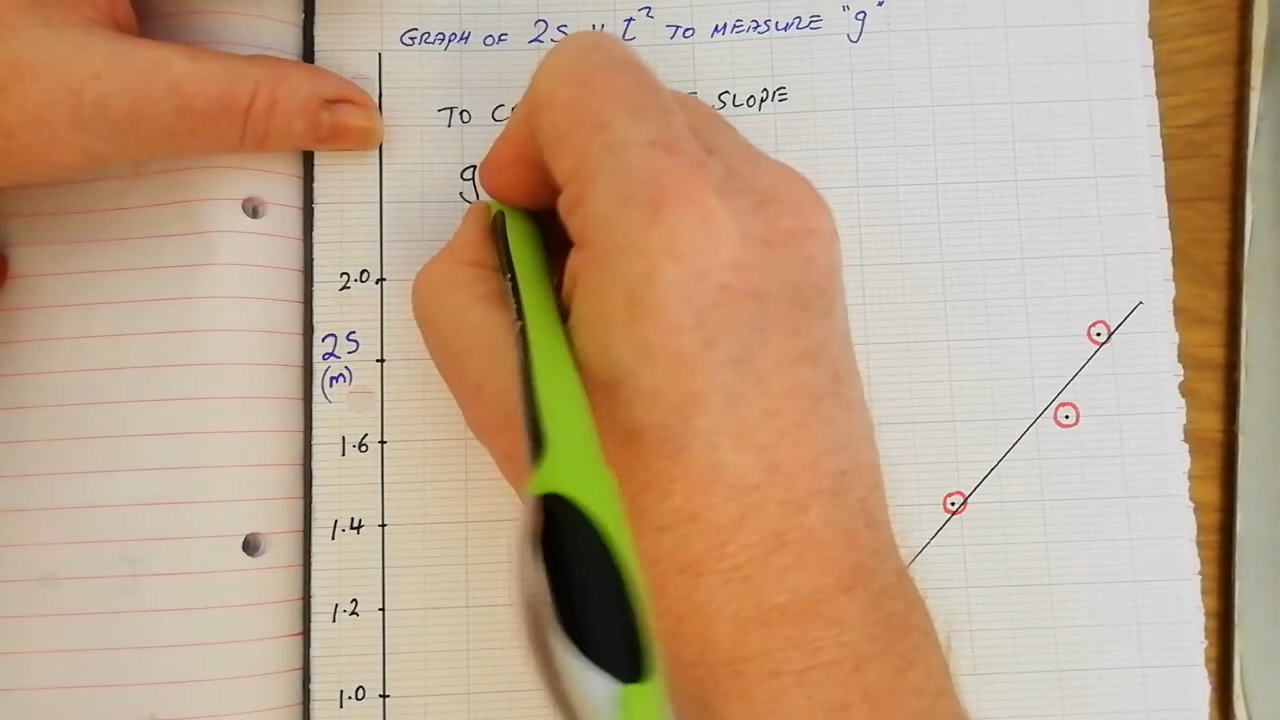 GRAPH OF 2S t² TO MEASURE "g"
TO SLOPE
g
2.0
2S
(m)
1.6
1.4
1.2
1.0